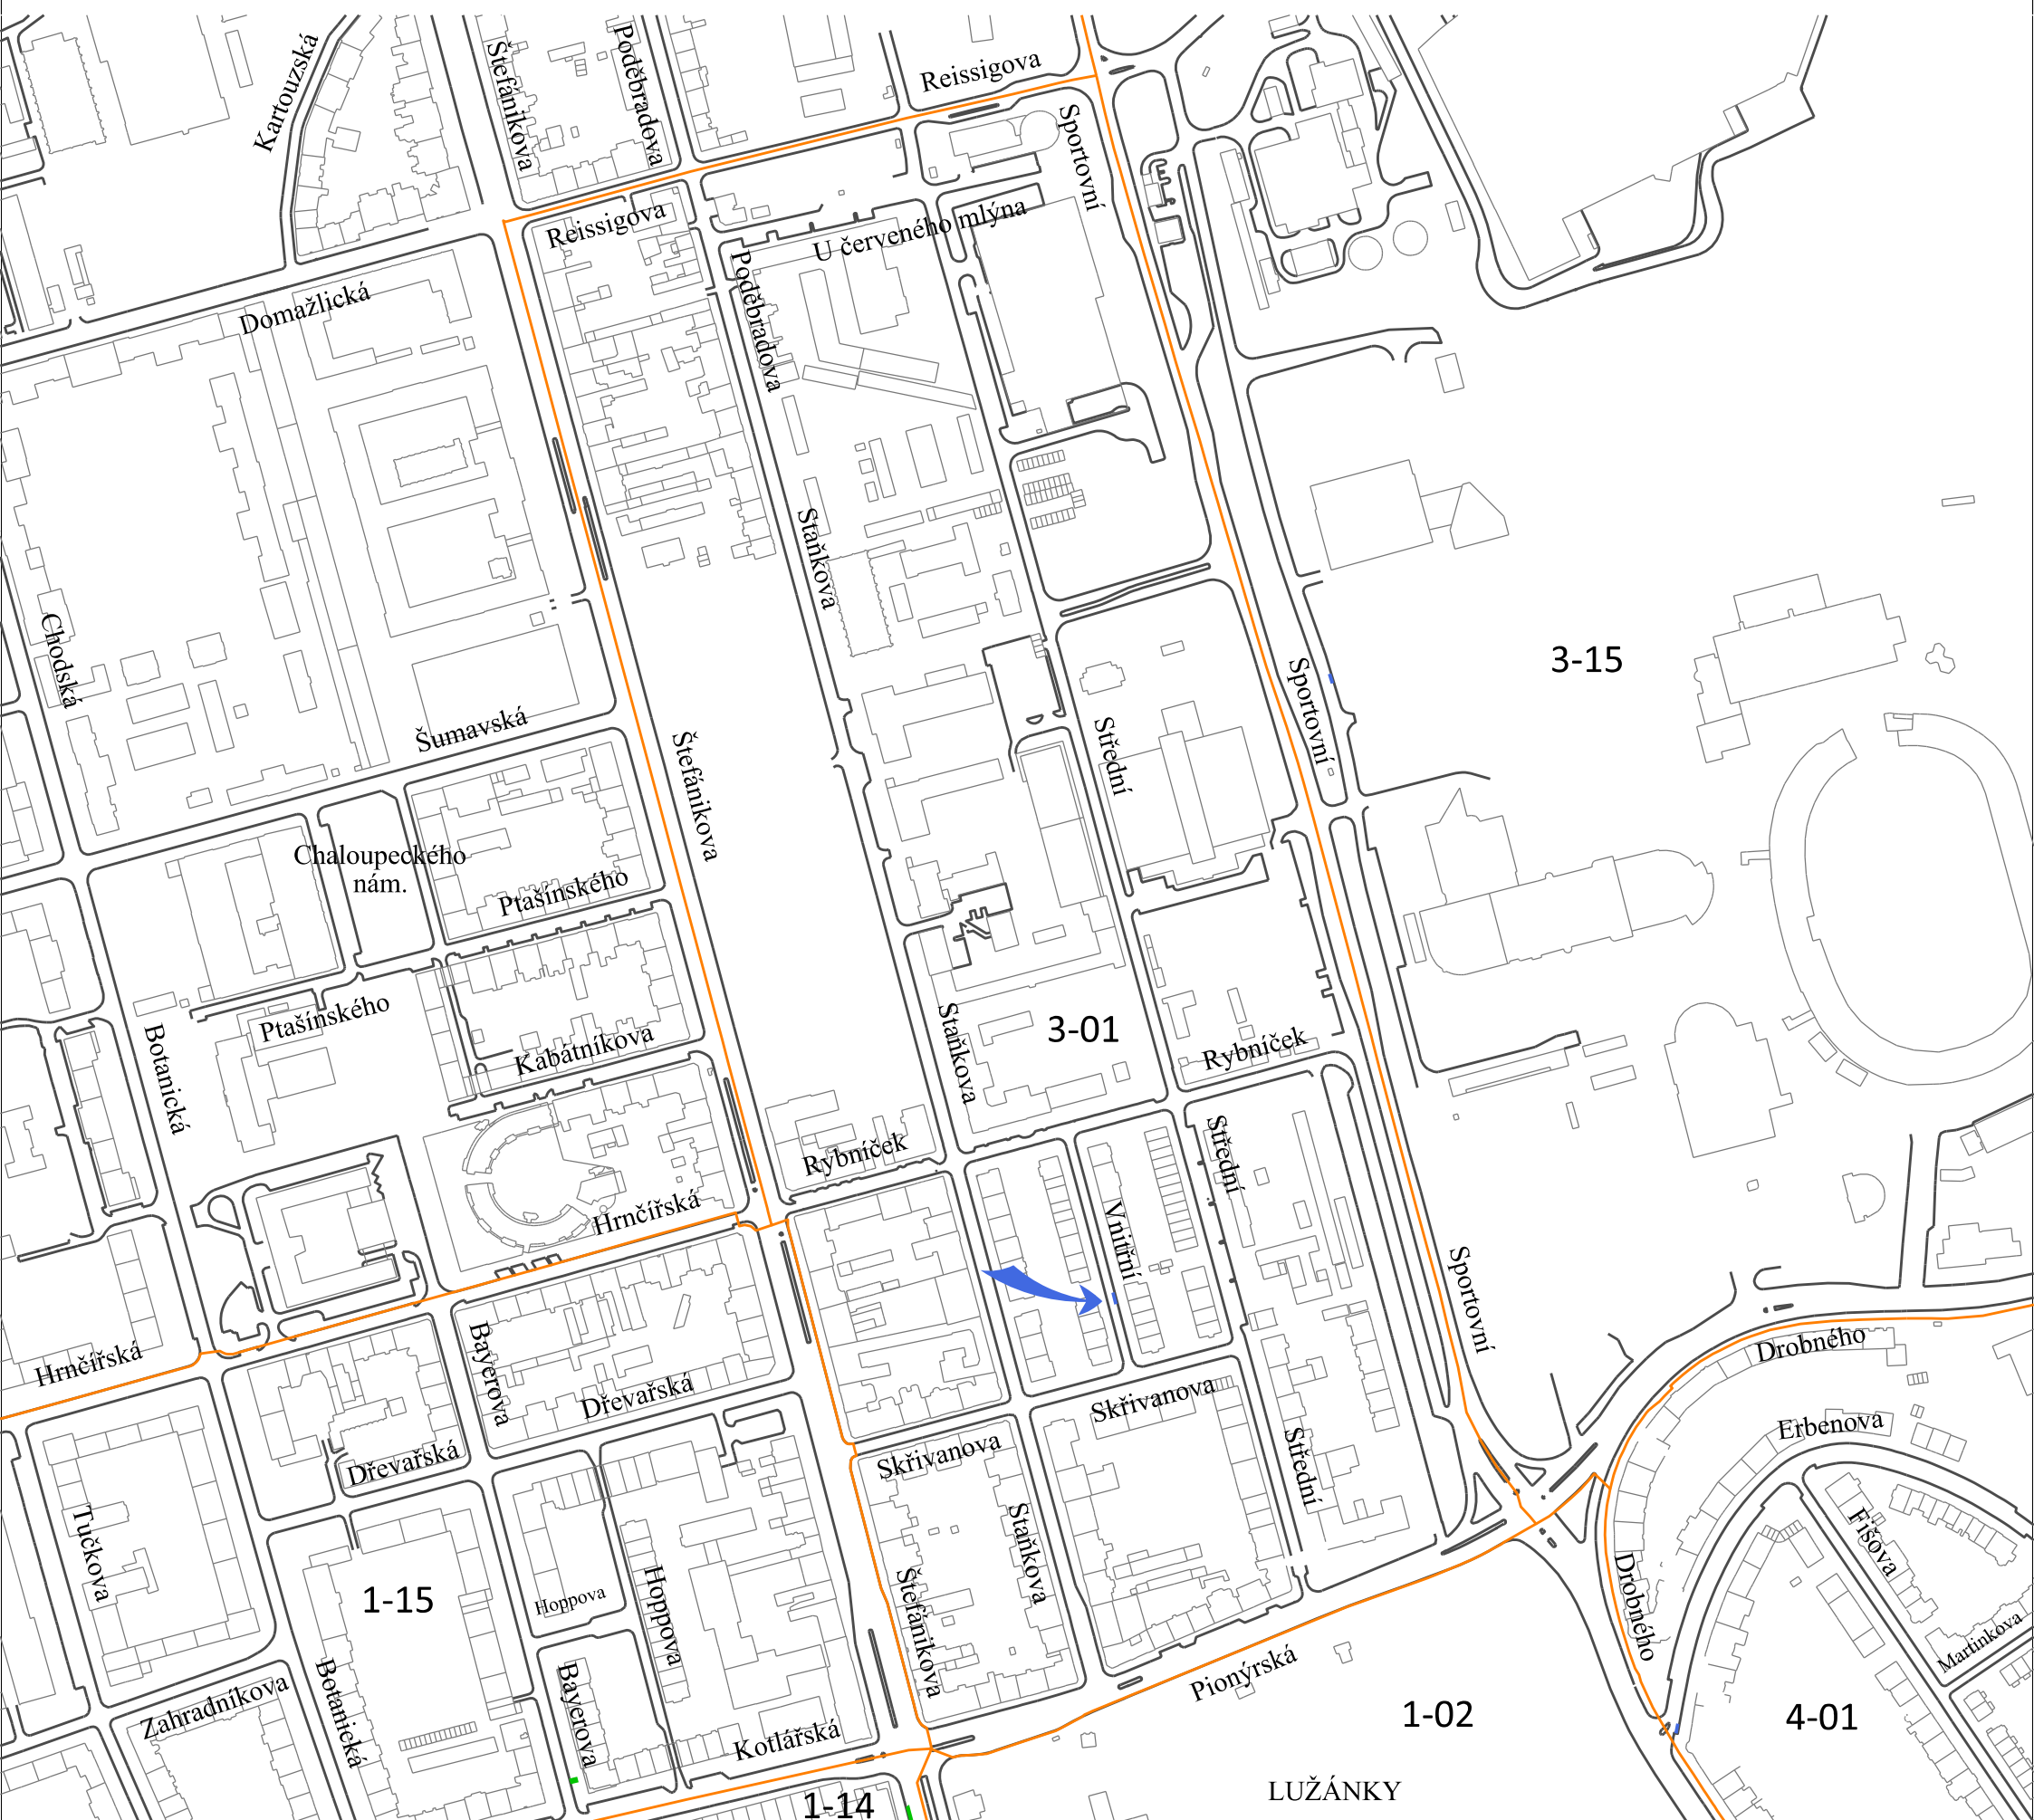 Kartouzská
Štefánikova
Poděbradova
Reissigova
Sportovní
Reissigova
U červeného mlýna
Domažlická
Poděbradova
Staňkova
Chodská
Šumavská
Štefánikova
Střední
Sportovní
3-15
Chaloupeckého
nám.
Ptašínského
Ptašínského
Botanická
Kabátníkova
Staňkova
3-01
Rybníček
Rybníček
Střední
Vnitřní
Hrnčířská
Sportovní
Hrnčířská
Bayerova
Dřevařská
Skřivanova
Drobného
Erbenova
Dřevařská
Skřivanova
Střední
Tučkova
Staňkova
Fišova
1-15
Hoppova
Hoppova
Štefánikova
Drobného
Martinkova
Zahradníkova
Botanická
Bayerova
Pionýrská
Kotlářská
1-02
4-01
1-14
LUŽÁNKY